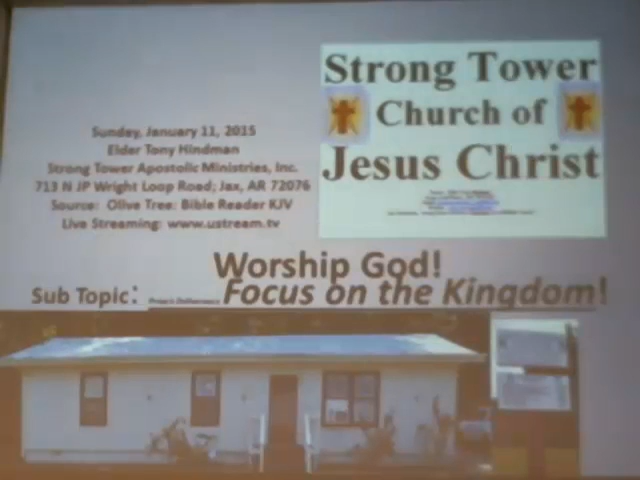 Strong Tower
Church of
Jesus Christ
Sunday, January 11, 2015
Elder Tony Hindman
Strong Tower Apostolic Ministries, Inc.
713 N JP Wright Loop Road; Jax, AR 72076
Source: Olive Tree: Bible Reader KJV
Live Streaming: www.ustream.tv
Worship God!
Sub Topic: Focus on the Kingdom!